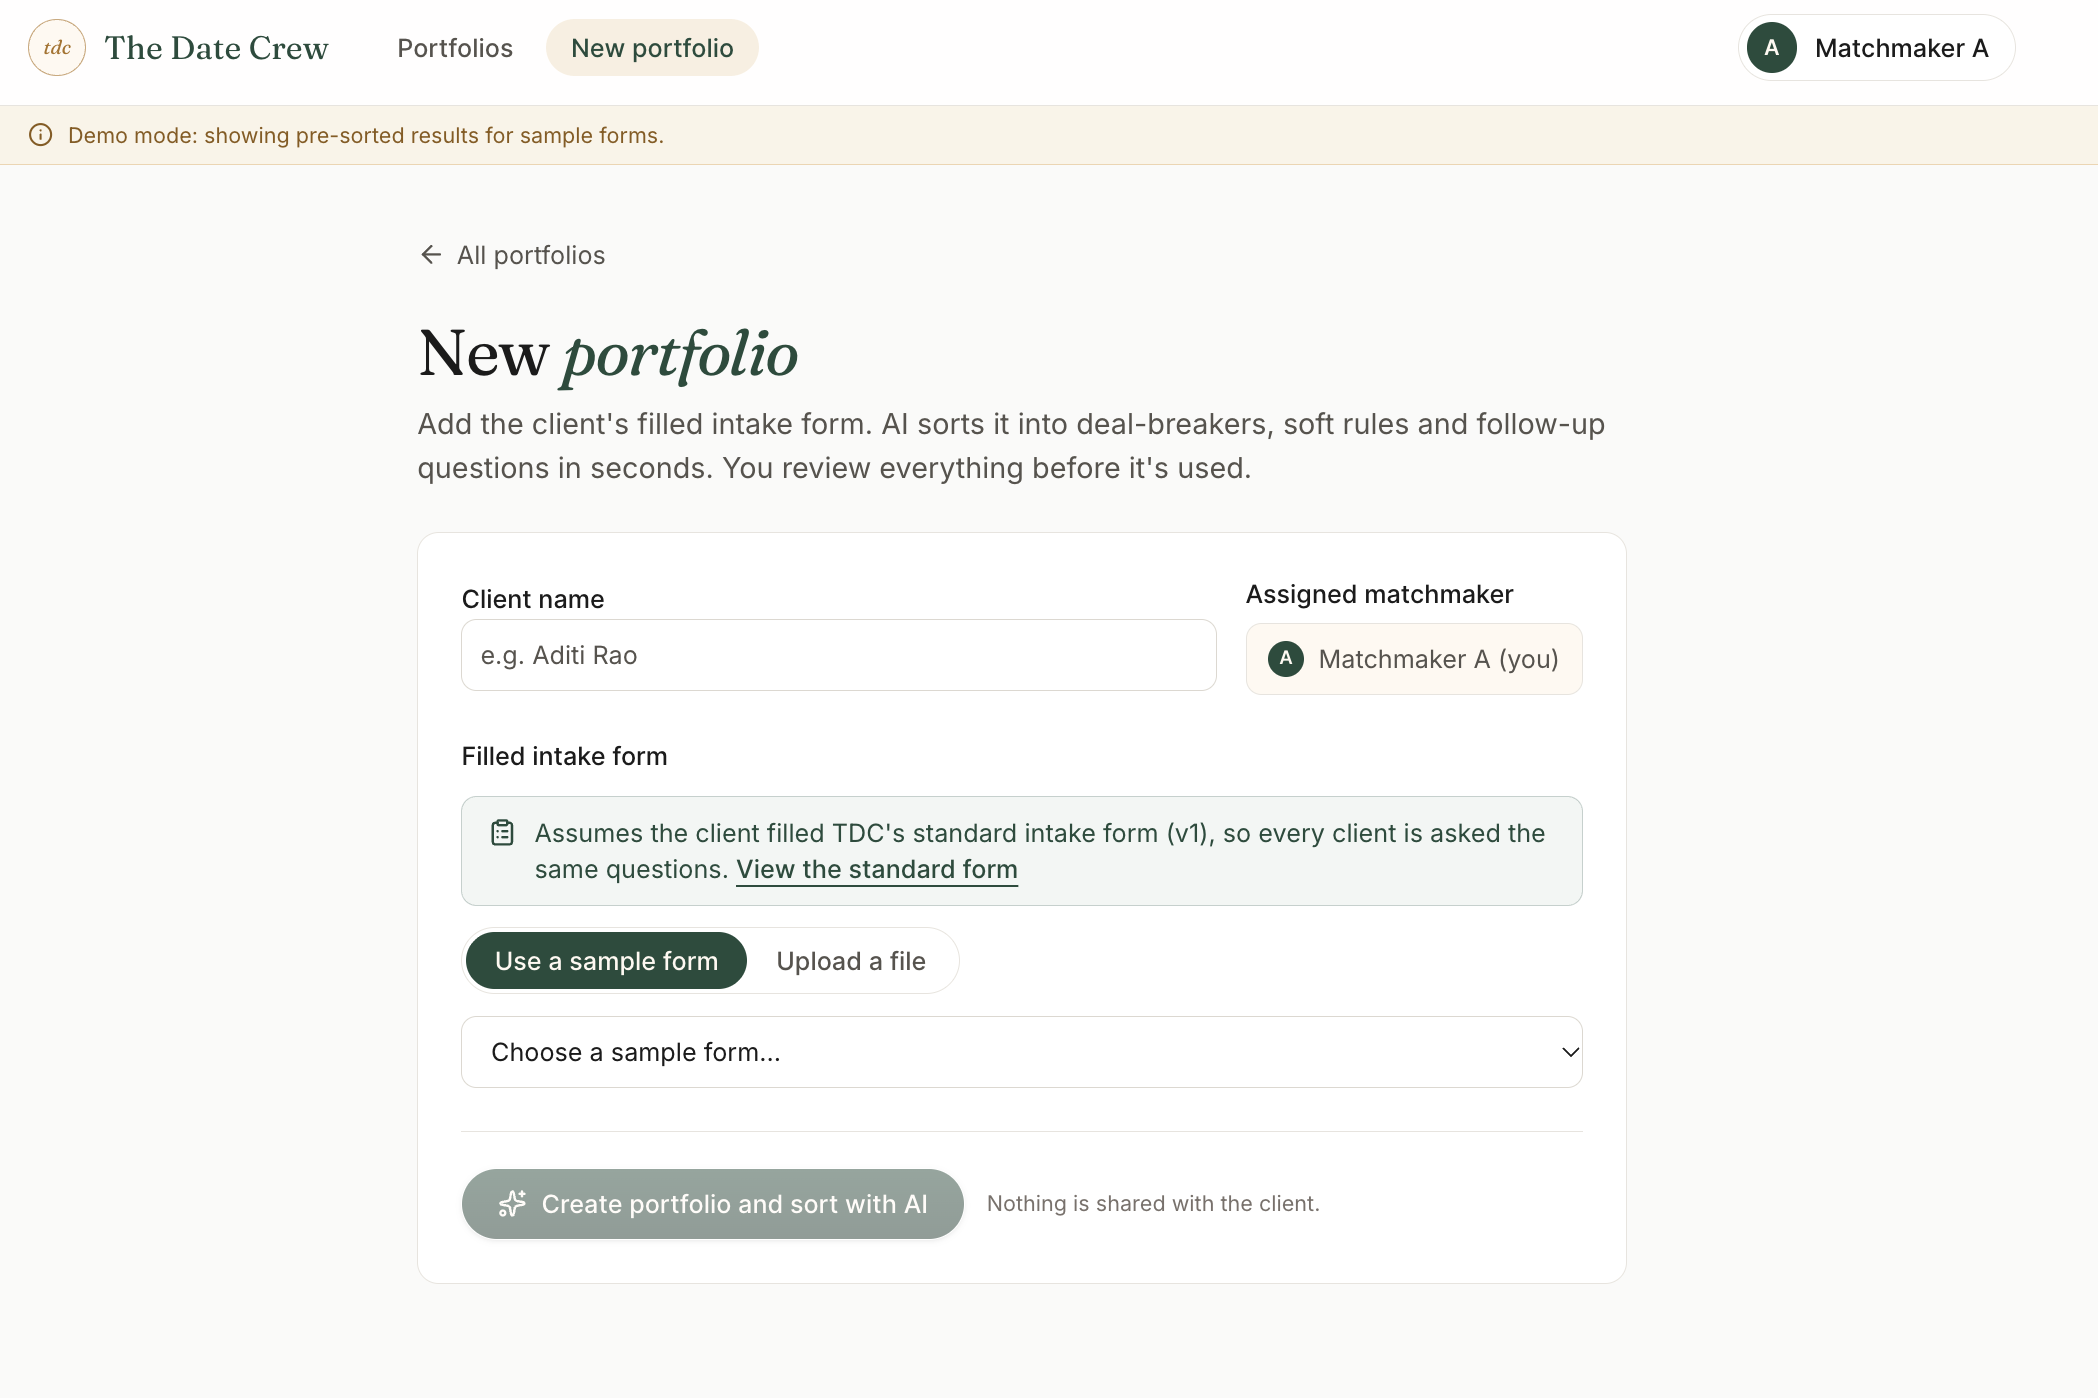 tdc The Date Crew Portfolios New portfolio A Matchmaker A
Demo mode: showing pre-sorted results for sample forms.
All portfolios
New portfolio
Add the client's filled intake form. AI sorts it into deal-breakers, soft rules and follow-up
questions in seconds. You review everything before it's used.
Client name
e.g. Aditi Rao
Assigned matchmaker
A Matchmaker A (you)
Filled intake form
Assumes the client filled TDC's standard intake form (v1), so every client is asked the
same questions. View the standard form
Use a sample form Upload a file
Choose a sample form...
Create portfolio and sort with AI Nothing is shared with the client.